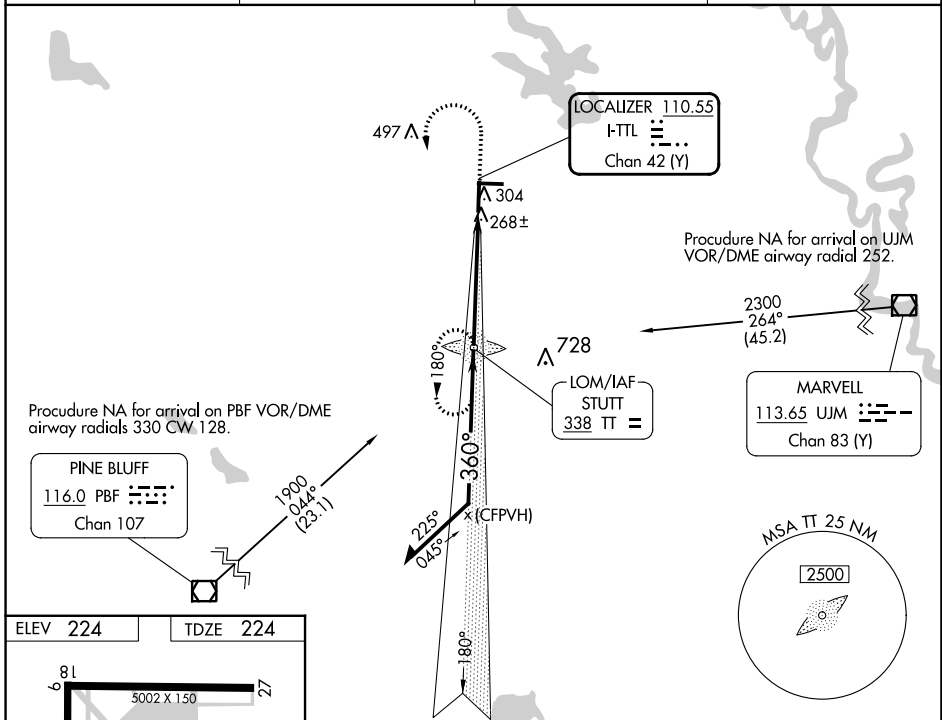 LOCALIZER 110.55
I-TTL
Chan 42 (Y)
497
304
268±
Procudure NA for arrival on UJM
VOR/DME airway radial 252.
2300
264°
(45.2)
728
180°
LOM/IAF
STUTT
338 TT
MARVELL
113.65 UJM
Chan 83 (Y)
Procudure NA for arrival on PBF VOR/DME
airway radials 330 CW 128.
PINE BLUFF
116.0 PBF
Chan 107
1900
044°
(23.1)
360°
(CFPVH)
225°
045°
MSA TT 25 NM
2500
180°
ELEV 224
TDZE 224
18
9
5002 X 150
27